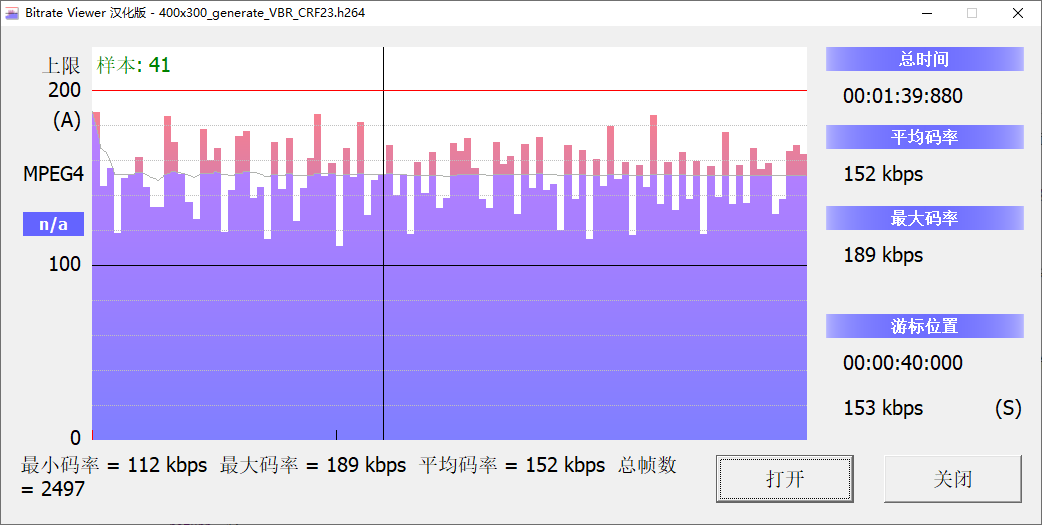 Bitrate Viewer 汉化版 - 400x300_generate_VBR_CRF23.h264
上限
样本: 41
200
(A)
MPEG4
n/a
100
0
总时间
00:01:39:880
平均码率
152 kbps
最大码率
189 kbps
游标位置
00:00:40:000
153 kbps (S)
最小码率 = 112 kbps 最大码率 = 189 kbps 平均码率 = 152 kbps 总帧数
= 2497
打开
关闭